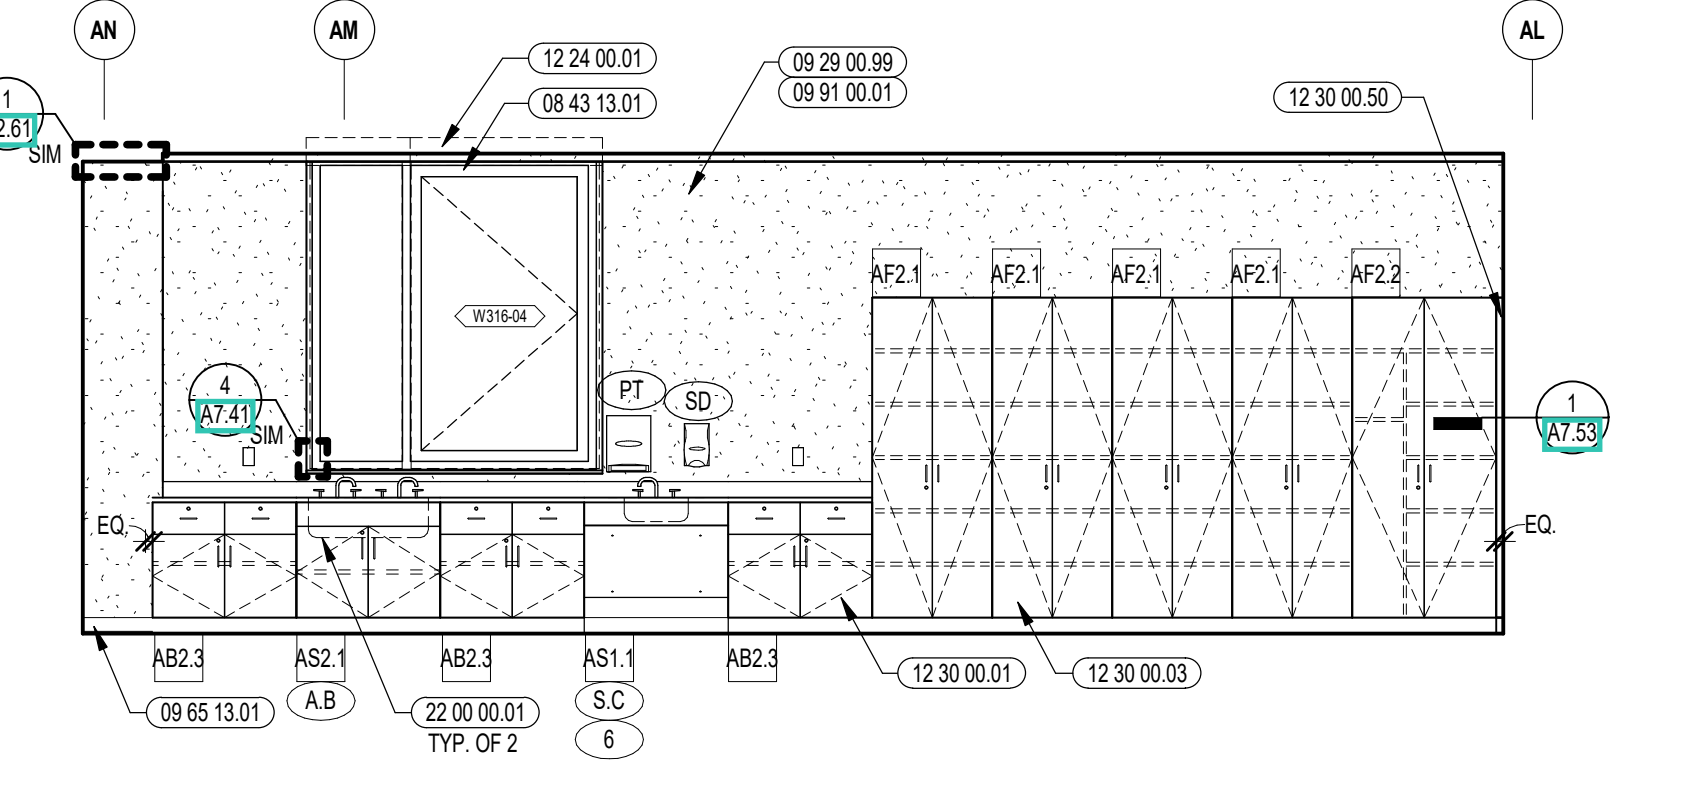 AN
AM
AL
12 24 00.01
08 43 13.01
09 29 00.99
09 91 00.01
12 30 00.50
1
2.61
SIM
AF2.1
AF2.1
AF2.1
AF2.1
AF2.2
W316-04
4
A7.41
SIM
PT
SD
1
A7.53
EQ.
EQ.
AB2.3
AS2.1
AB2.3
AS1.1
AB2.3
12 30 00.01
12 30 00.03
A.B
S.C
09 65 13.01
22 00 00.01
TYP. OF 2
6